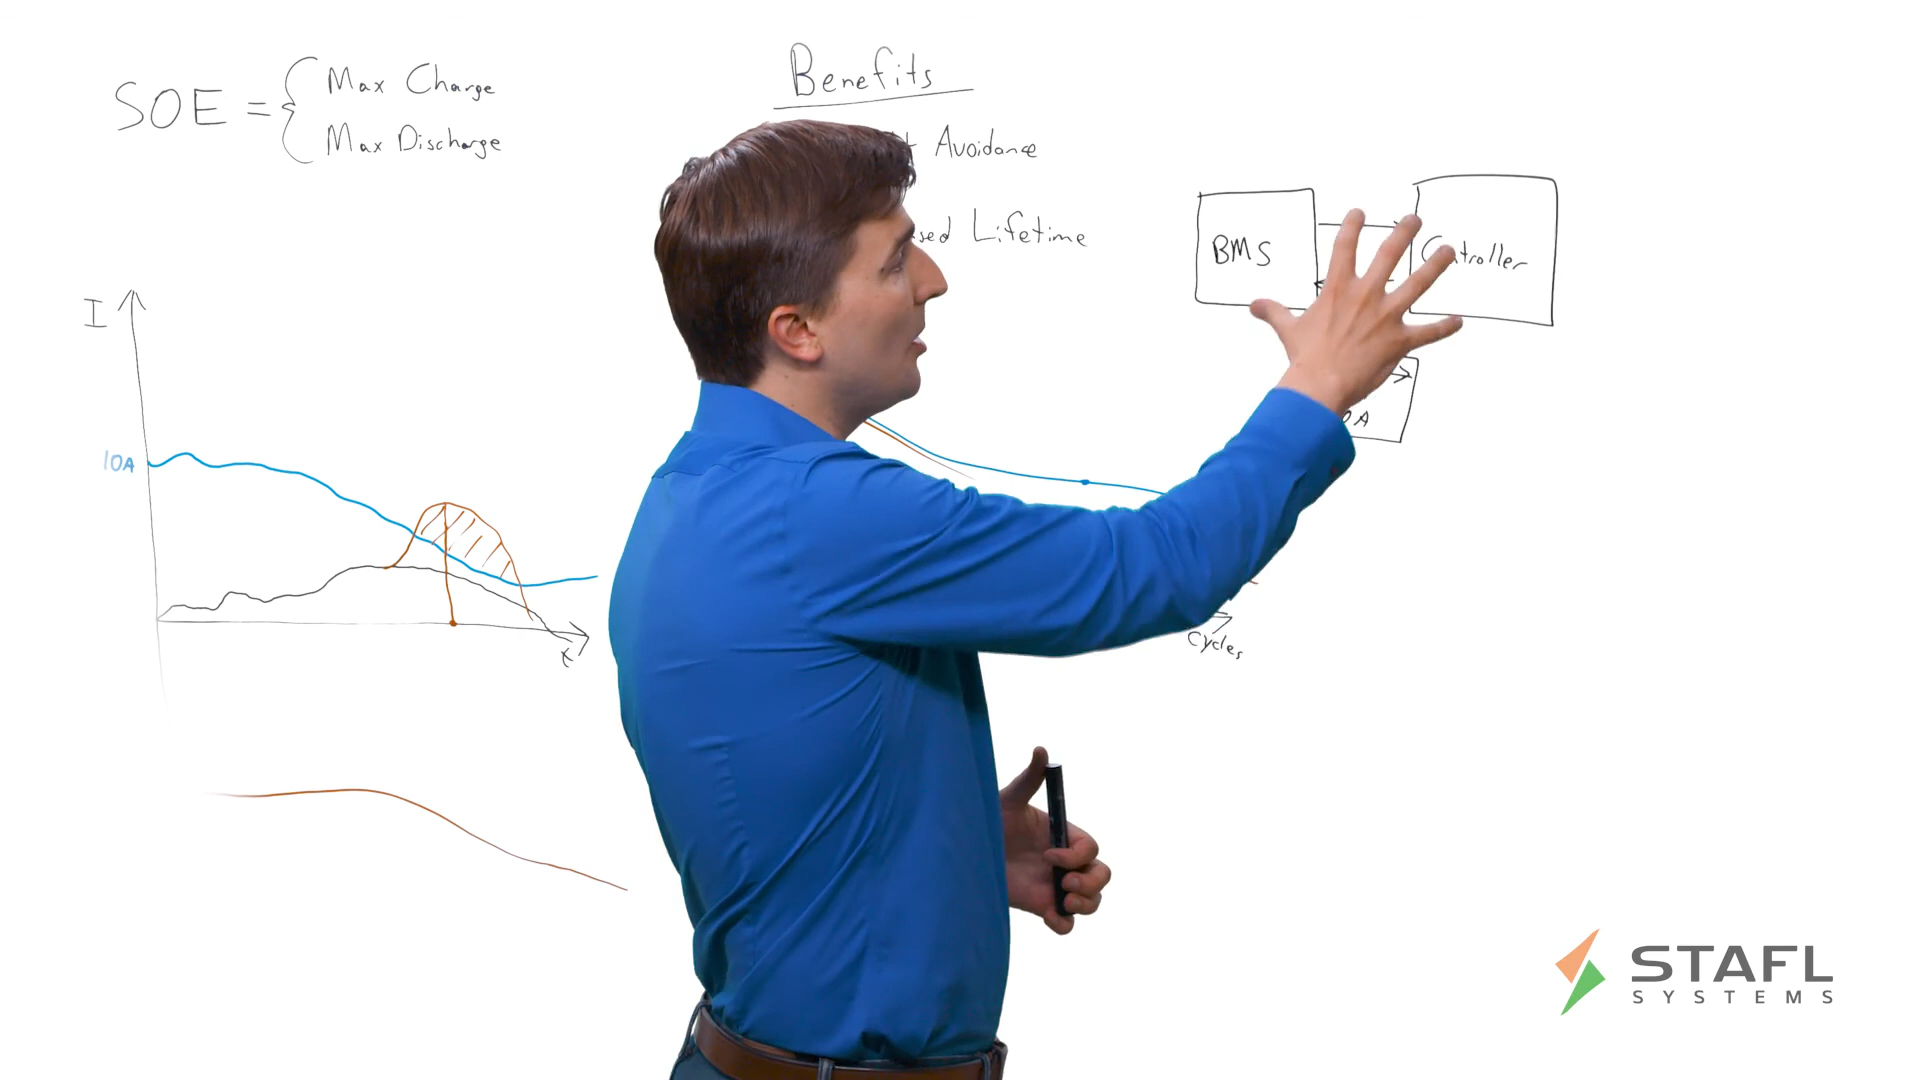 SOE = { Max Charge
Max Discharge
Benefits
Avoidance
Lifetime
BMS
I
10A
t
Cycles
STAFL
SYSTEMS